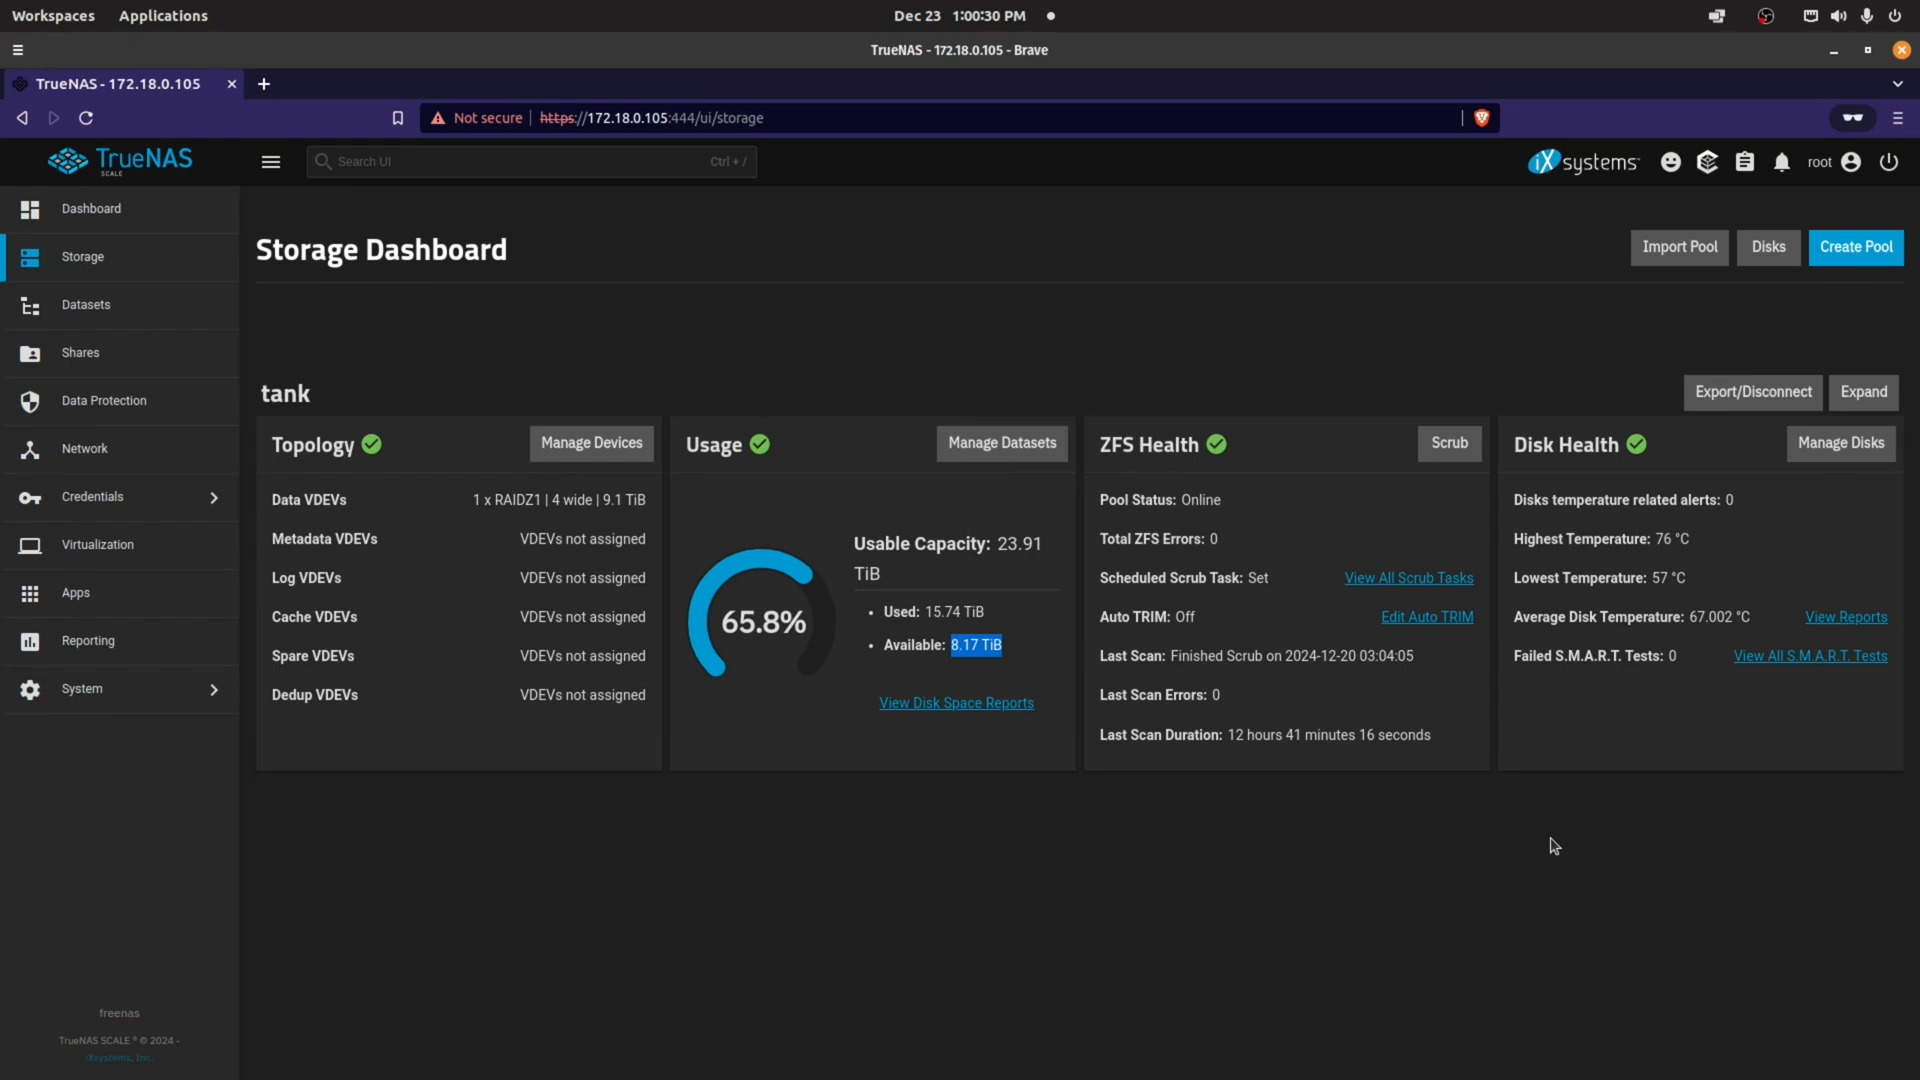 Workspaces Applications Dec 23 1:00:30 PM
TrueNAS - 172.18.0.105 - Brave
TrueNAS - 172.18.0.105
Not secure https://172.18.0.105:444/ui/storage
TrueNAS
SCALE
Search UI Ctrl + /
iXsystems
root
Dashboard
Storage
Datasets
Shares
Data Protection
Network
Credentials
Virtualization
Apps
Reporting
System
freenas
TrueNAS SCALE ® © 2024 -
iXsystems, Inc.
Storage Dashboard
Import Pool Disks Create Pool
tank
Export/Disconnect Expand
Topology Manage Devices
Data VDEVs 1 x RAIDZ1 | 4 wide | 9.1 TiB
Metadata VDEVs VDEVs not assigned
Log VDEVs VDEVs not assigned
Cache VDEVs VDEVs not assigned
Spare VDEVs VDEVs not assigned
Dedup VDEVs VDEVs not assigned
Usage Manage Datasets
65.8%
Usable Capacity: 23.91
TiB
• Used: 15.74 TiB
• Available: 8.17 TiB
View Disk Space Reports
ZFS Health Scrub
Pool Status: Online
Total ZFS Errors: 0
Scheduled Scrub Task: Set View All Scrub Tasks
Auto TRIM: Off Edit Auto TRIM
Last Scan: Finished Scrub on 2024-12-20 03:04:05
Last Scan Errors: 0
Last Scan Duration: 12 hours 41 minutes 16 seconds
Disk Health Manage Disks
Disks temperature related alerts: 0
Highest Temperature: 76 °C
Lowest Temperature: 57 °C
Average Disk Temperature: 67.002 °C View Reports
Failed S.M.A.R.T. Tests: 0 View All S.M.A.R.T. Tests